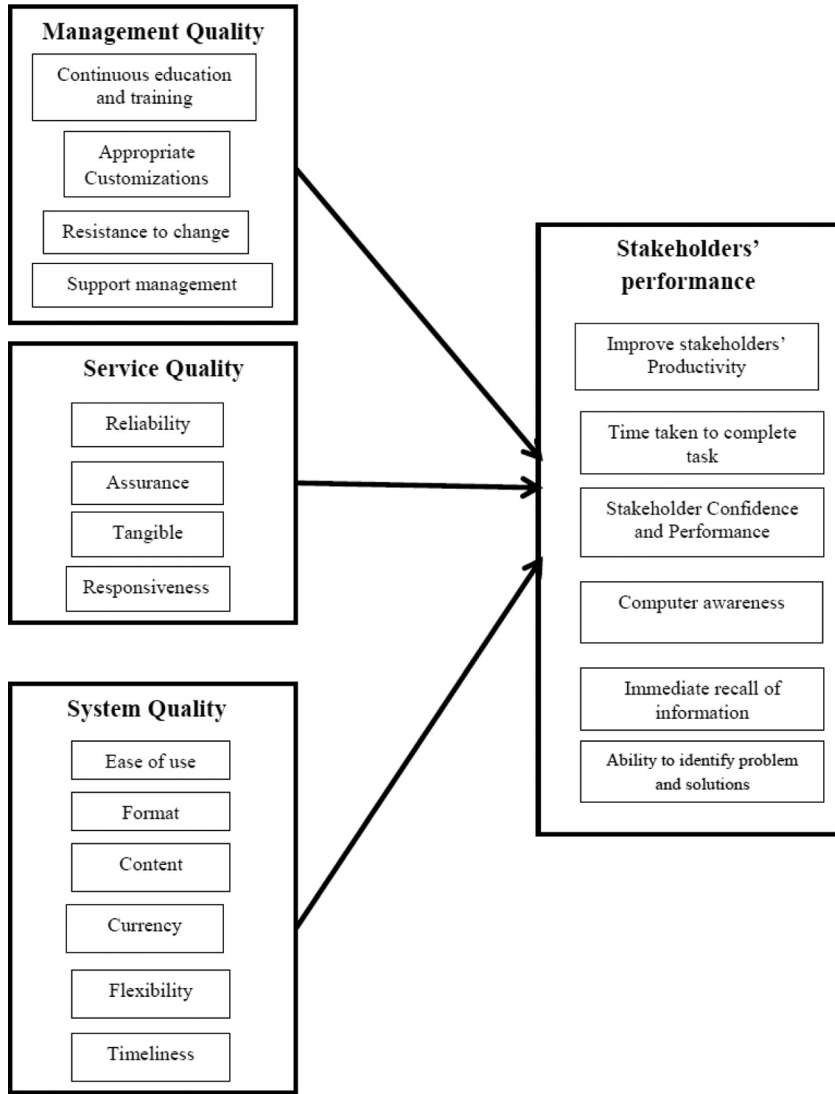 Management Quality
Continuous education
and training
Appropriate
Customizations
Resistance to change
Support management
Service Quality
Reliability
Assurance
Tangible
Responsiveness
System Quality
Ease of use
Format
Content
Currency
Flexibility
Timeliness
Stakeholders’
performance
Improve stakeholders’
Productivity
Time taken to complete
task
Stakeholder Confidence
and Performance
Computer awareness
Immediate recall of
information
Ability to identify problem
and solutions